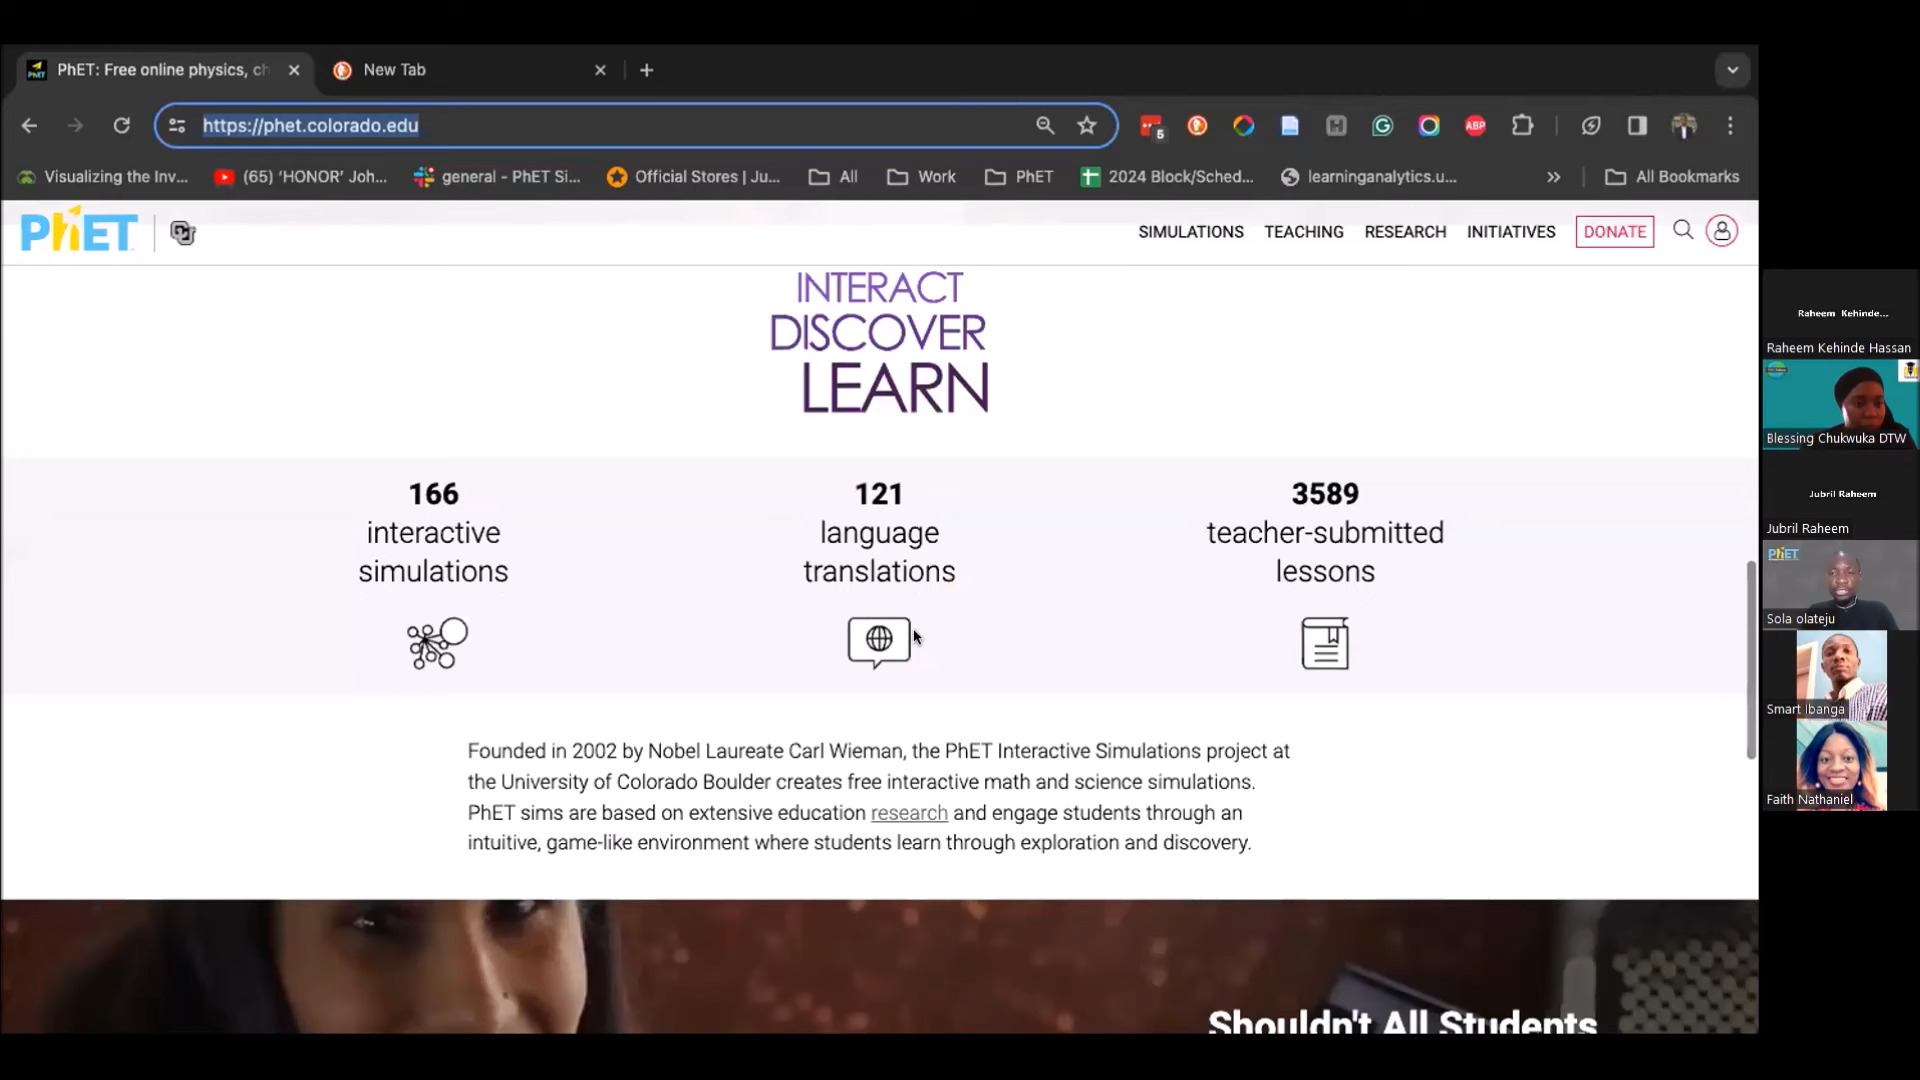 PhET: Free online physics, ch
New Tab
https://phet.colorado.edu
5
ABP
Visualizing the Inv...
(65) ‘HONOR’ Joh...
general - PhET Si...
Official Stores | Ju...
All
Work
PhET
2024 Block/Sched...
learninganalytics.u...
»
All Bookmarks
PhET
SIMULATIONS
TEACHING
RESEARCH
INITIATIVES
DONATE
INTERACT
DISCOVER
LEARN
166
interactive
simulations
121
language
translations
3589
teacher-submitted
lessons
Founded in 2002 by Nobel Laureate Carl Wieman, the PhET Interactive Simulations project at
the University of Colorado Boulder creates free interactive math and science simulations.
PhET sims are based on extensive education research and engage students through an
intuitive, game-like environment where students learn through exploration and discovery.
Shouldn't All Students
Raheem Kehinde...
Raheem Kehinde Hassan
Blessing Chukwuka DTW
Jubril Raheem
Jubril Raheem
PhET
Sola olateju
Smart Ibanga
Faith Nathaniel